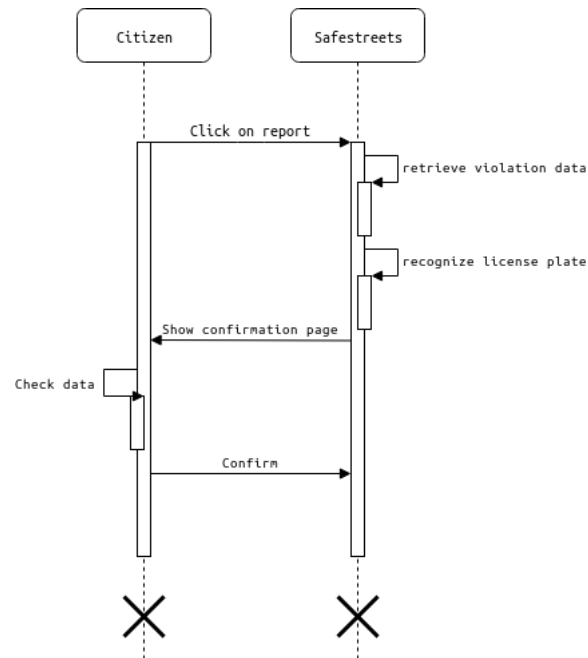 Citizen
Safestreets
Click on report
retrieve violation data
recognize license plate
Show confirmation page
Check data
Confirm